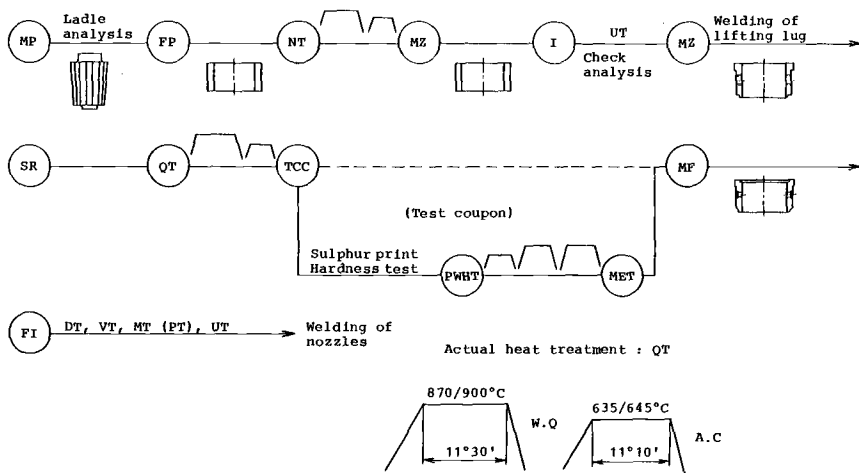 MP
Ladle
analysis
FP
NT
MZ
I
UT
Check
analysis
MZ
Welding of
lifting lug
SR
QT
TCC
MF
(Test coupon)
Sulphur print
Hardness test
PWHT
MET
FI
DT, VT, MT (PT), UT
Welding of
nozzles
Actual heat treatment : QT
870/900°C
W.Q
11°30'
635/645°C
A.C
11°10'